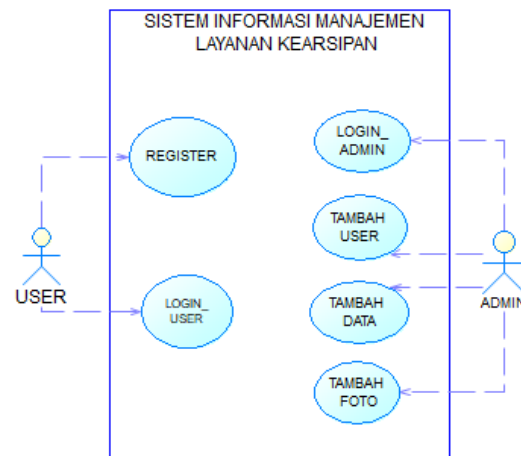 SISTEM INFORMASI MANAJEMEN
LAYANAN KEARSIPAN
REGISTER
LOGIN_
USER
USER
LOGIN_
ADMIN
TAMBAH
USER
TAMBAH
DATA
TAMBAH
FOTO
ADMIN